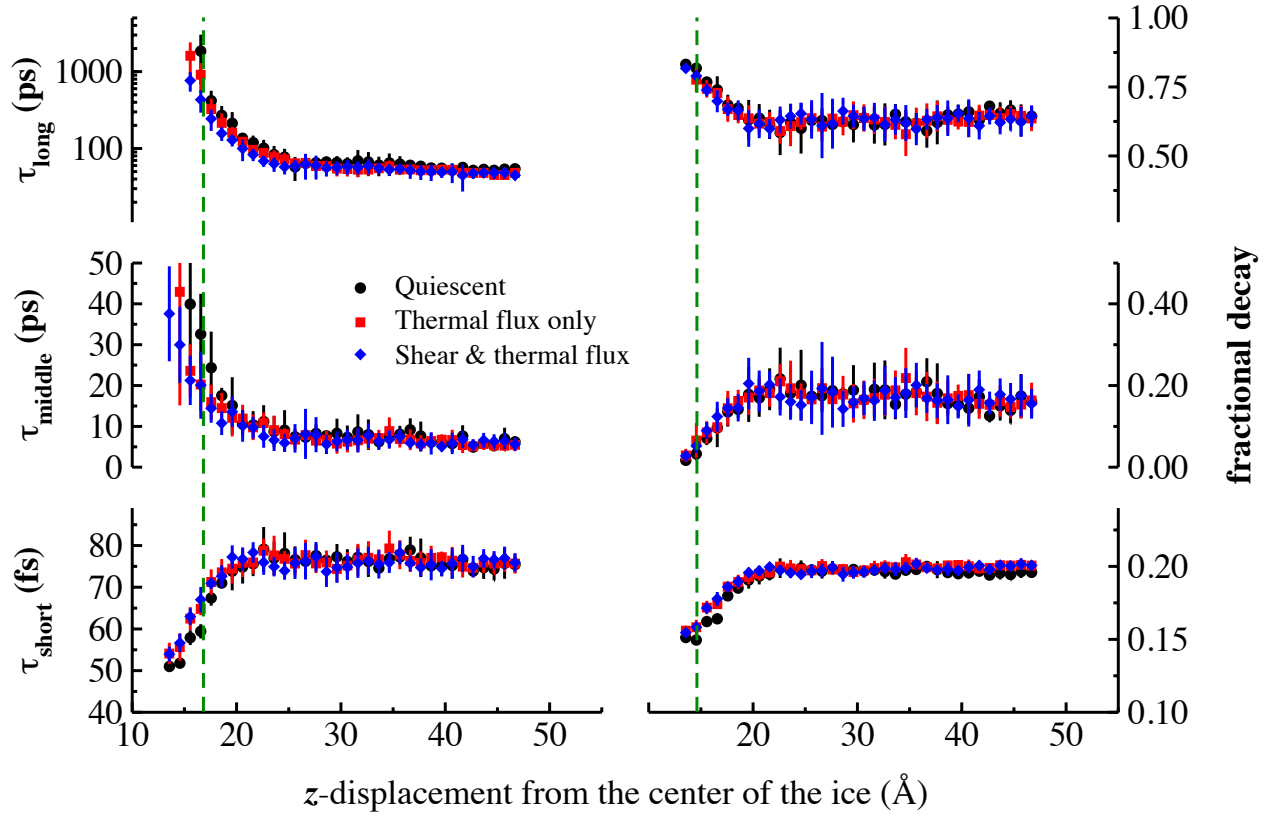 τlong (ps)
1000
100
1.00
0.75
0.50
τmiddle (ps)
50
40
30
20
10
0
Quiescent
Thermal flux only
Shear & thermal flux
0.40
0.20
0.00
fractional decay
τshort (fs)
80
70
60
50
40
0.20
0.15
0.10
10 20 30 40 50
20 30 40 50
z-displacement from the center of the ice (Å)